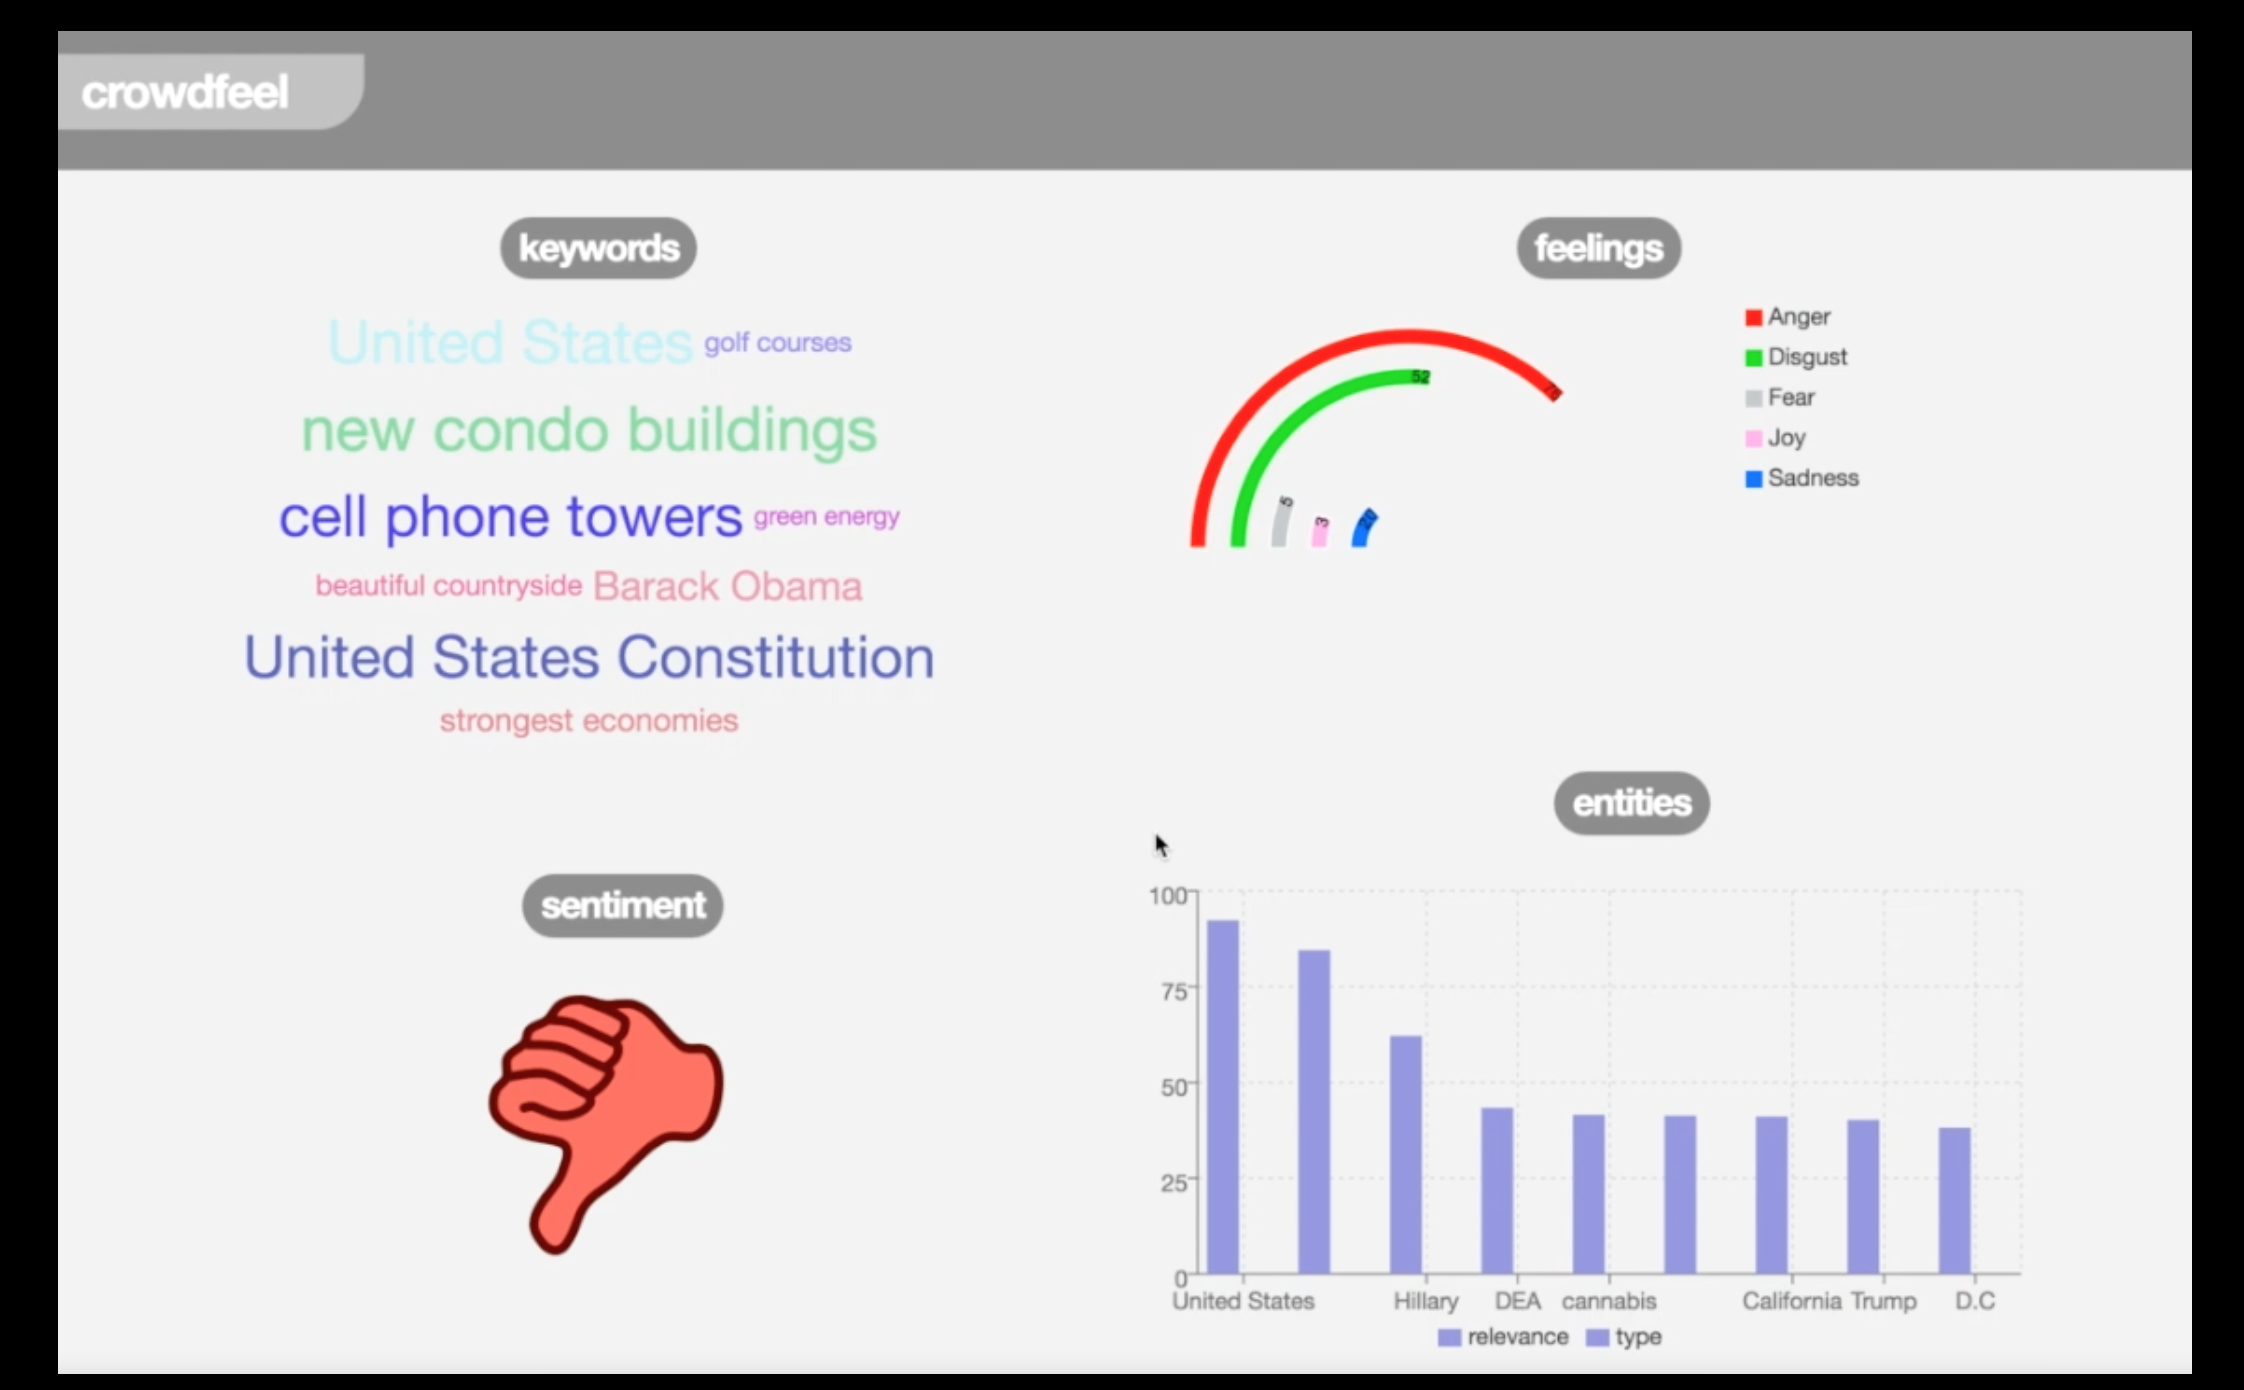 crowdfeel
keywords
United States golf courses
new condo buildings
cell phone towers green energy
beautiful countryside Barack Obama
United States Constitution
strongest economies
feelings
52
5
3
20
Anger
Disgust
Fear
Joy
Sadness
sentiment
entities
100
75
50
25
0
United States Hillary DEA cannabis California Trump D.C
relevance type